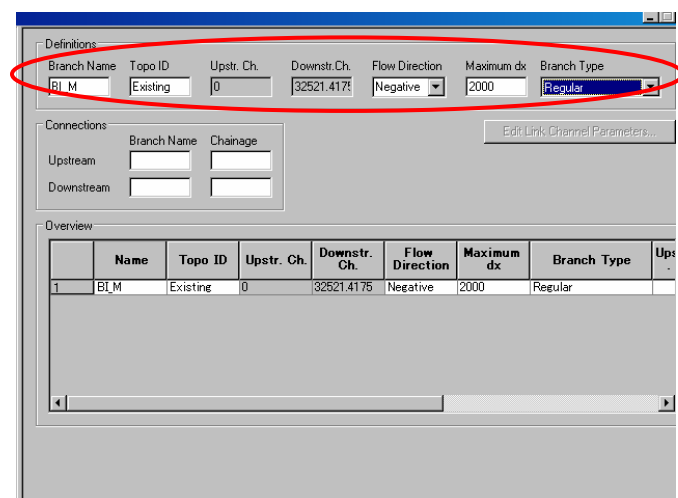 Definitions
Branch Name Topo ID Upstr. Ch. Downstr.Ch. Flow Direction Maximum dx Branch Type
BI_M Existing 0 32521.417 Negative 2000 Regular
Connections
Branch Name Chainage
Edit Link Channel Parameters...
Upstream
Downstream
Overview
Name Topo ID Upstr. Ch. Downstr. Ch. Flow Direction Maximum dx Branch Type Ups .
1 BI_M Existing 0 32521.4175 Negative 2000 Regular